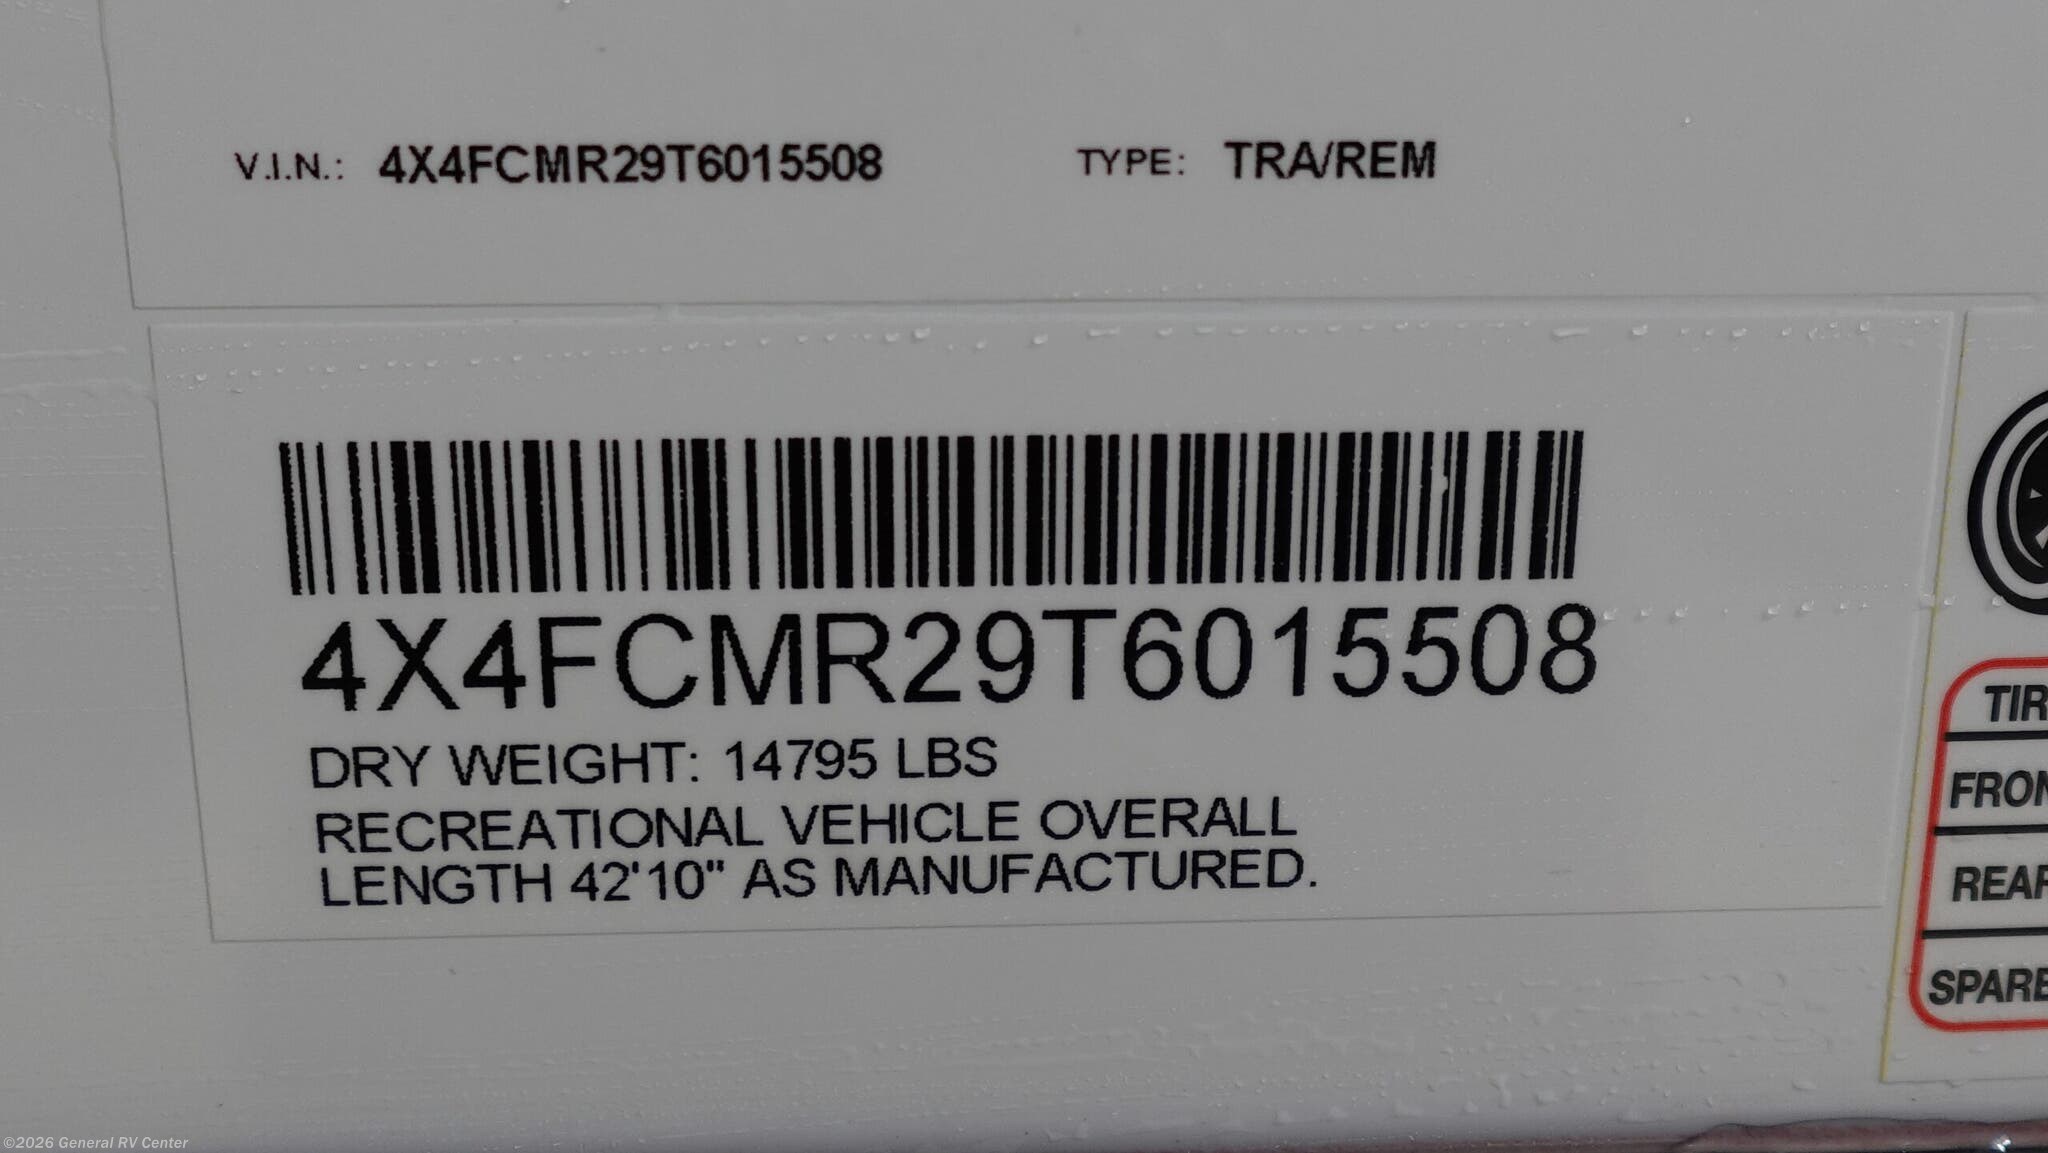 V.I.N.: 4X4FCMR29T6015508 TYPE: TRA/REM
4X4FCMR29T6015508
DRY WEIGHT: 14795 LBS
RECREATIONAL VEHICLE OVERALL
LENGTH 42'10" AS MANUFACTURED.
TIR
FRON
REAR
SPARE
©2026 General RV Center